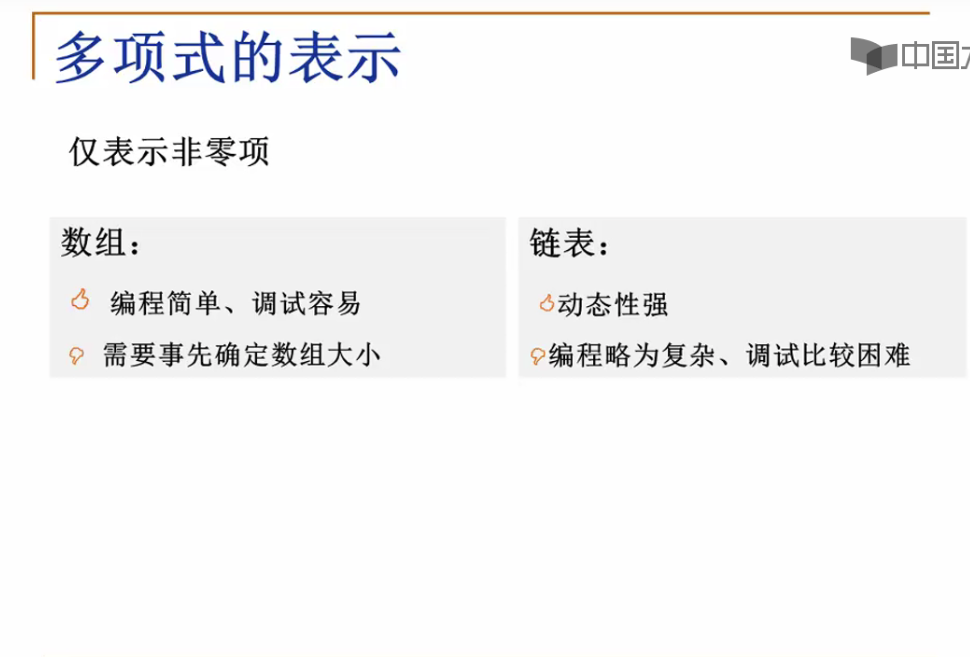 多项式的表示
中国大
仅表示非零项
数组：
编程简单、调试容易
需要事先确定数组大小
链表：
动态性强
编程略为复杂、调试比较困难